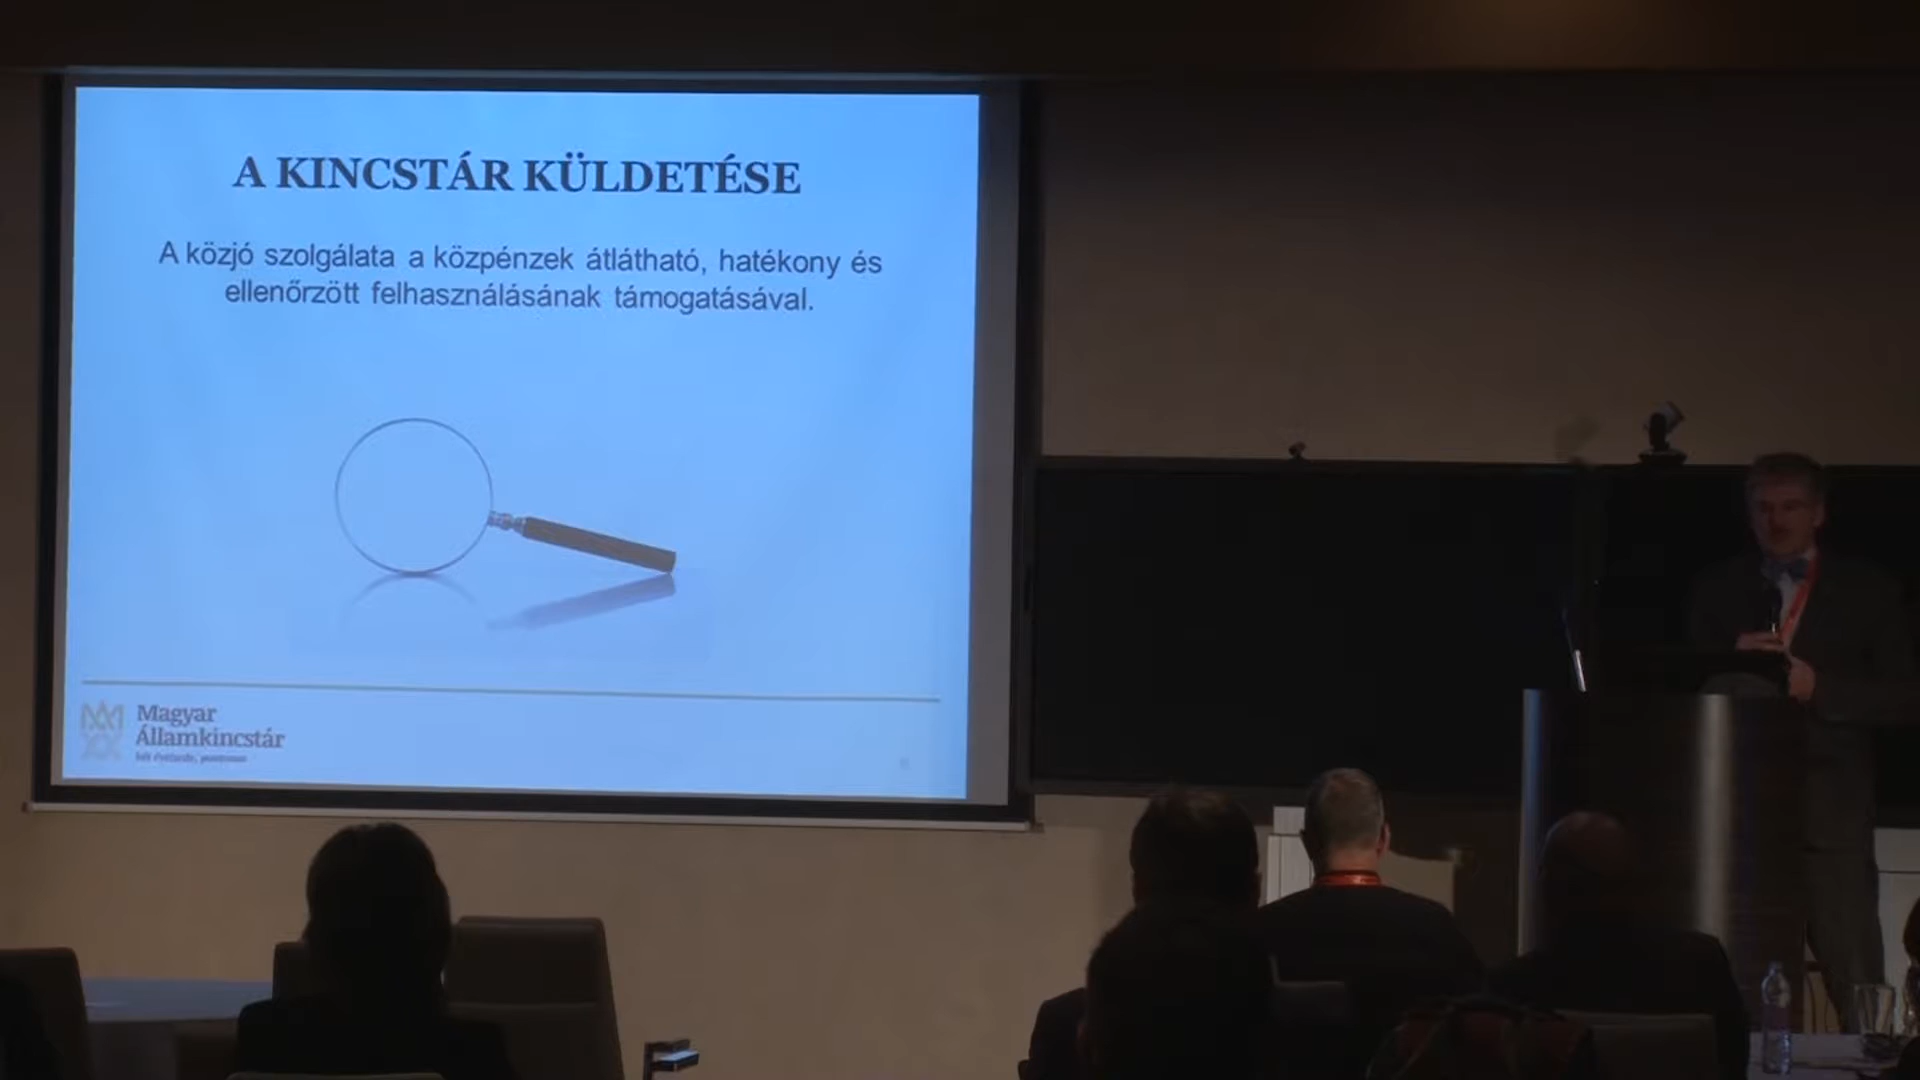 A KINCSTÁR KÜLDETÉSE
A közjó szolgálata a közpénzek átlátható, hatékony és
ellenőrzött felhasználásának támogatásával.
Magyar
Államkincstár